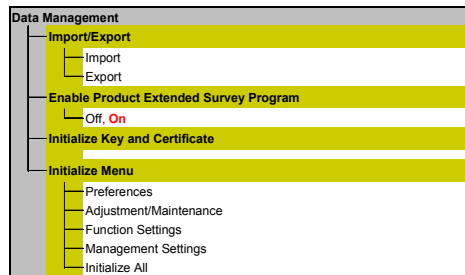 Data Management
Import/Export
Import
Export
Enable Product Extended Survey Program
Off, On
Initialize Key and Certificate
Initialize Menu
Preferences
Adjustment/Maintenance
Function Settings
Management Settings
Initialize All